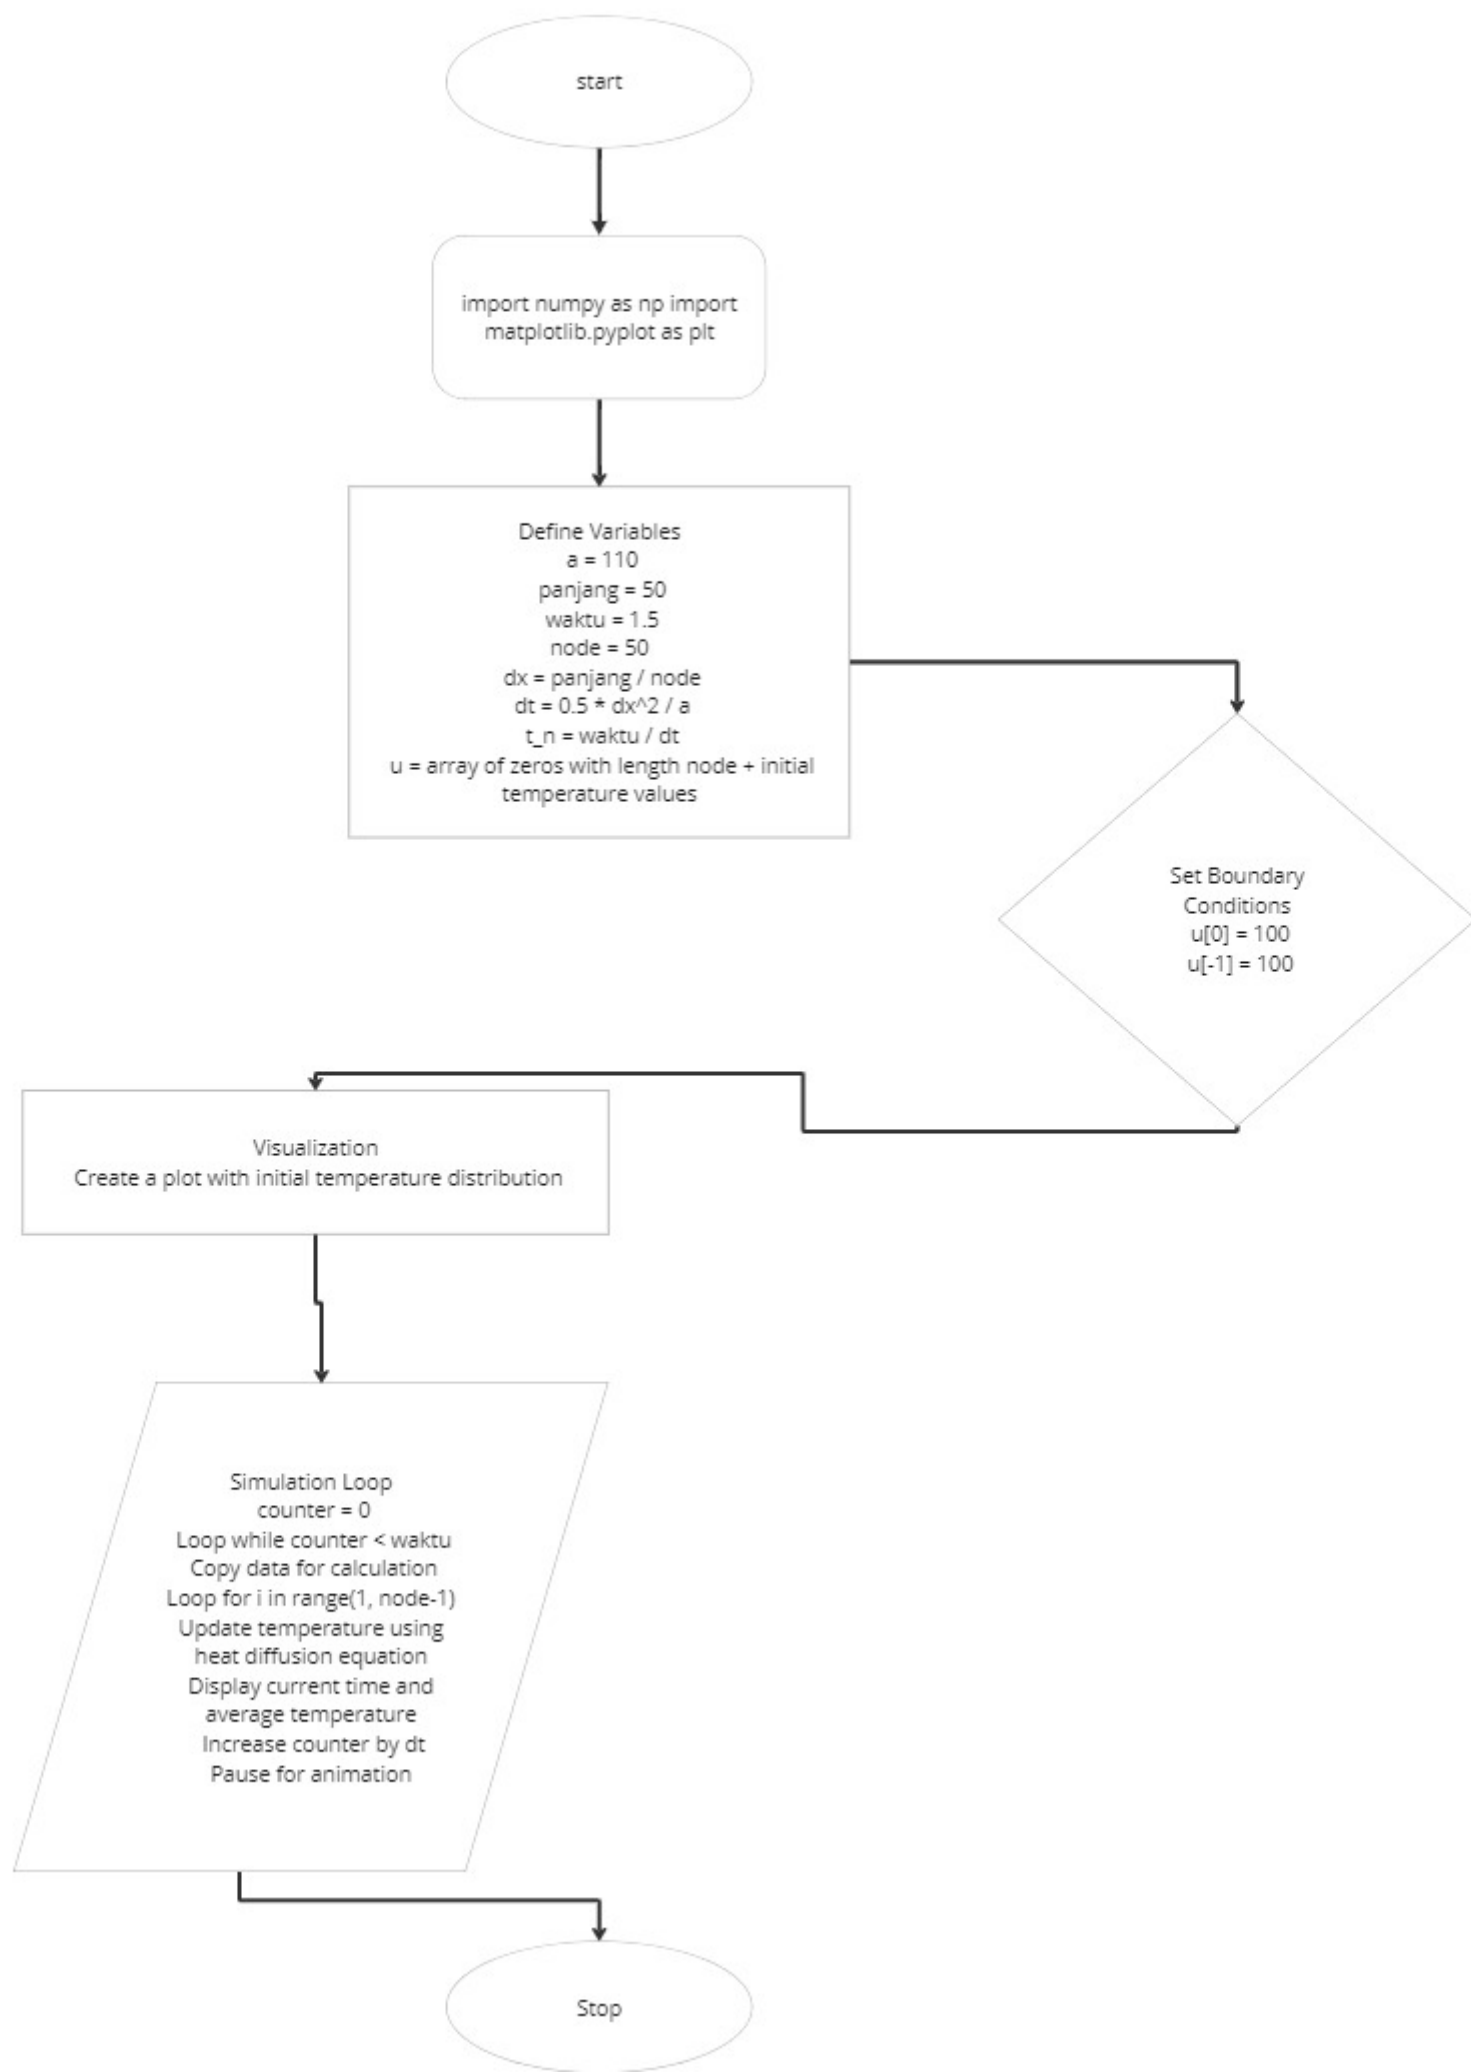 start
import numpy as np import
matplotlib.pyplot as plt
Define Variables
a = 110
panjang = 50
waktu = 1.5
node = 50
dx = panjang / node
dt = 0.5 * dx^2 / a
t_n = waktu / dt
u = array of zeros with length node + initial
temperature values
Set Boundary
Conditions
u[0] = 100
u[-1] = 100
Visualization
Create a plot with initial temperature distribution
Simulation Loop
counter = 0
Loop while counter < waktu
Copy data for calculation
Loop for i in range(1, node-1)
Update temperature using
heat diffusion equation
Display current time and
average temperature
Increase counter by dt
Pause for animation
Stop